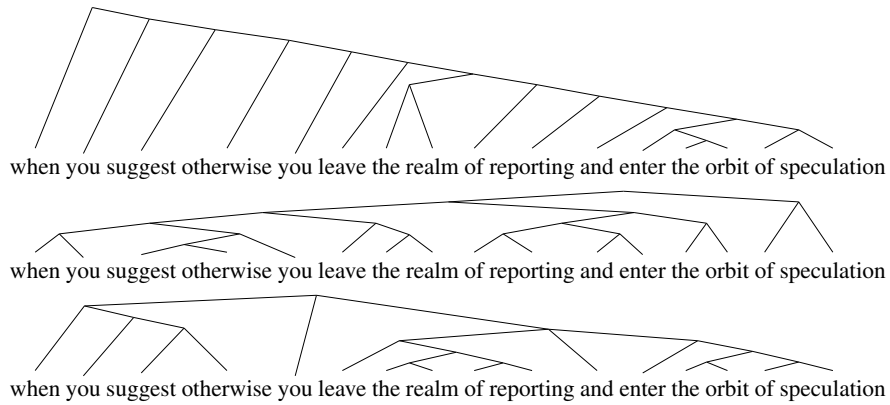 when you suggest otherwise you leave the realm of reporting and enter the orbit of speculation
when you suggest otherwise you leave the realm of reporting and enter the orbit of speculation
when you suggest otherwise you leave the realm of reporting and enter the orbit of speculation